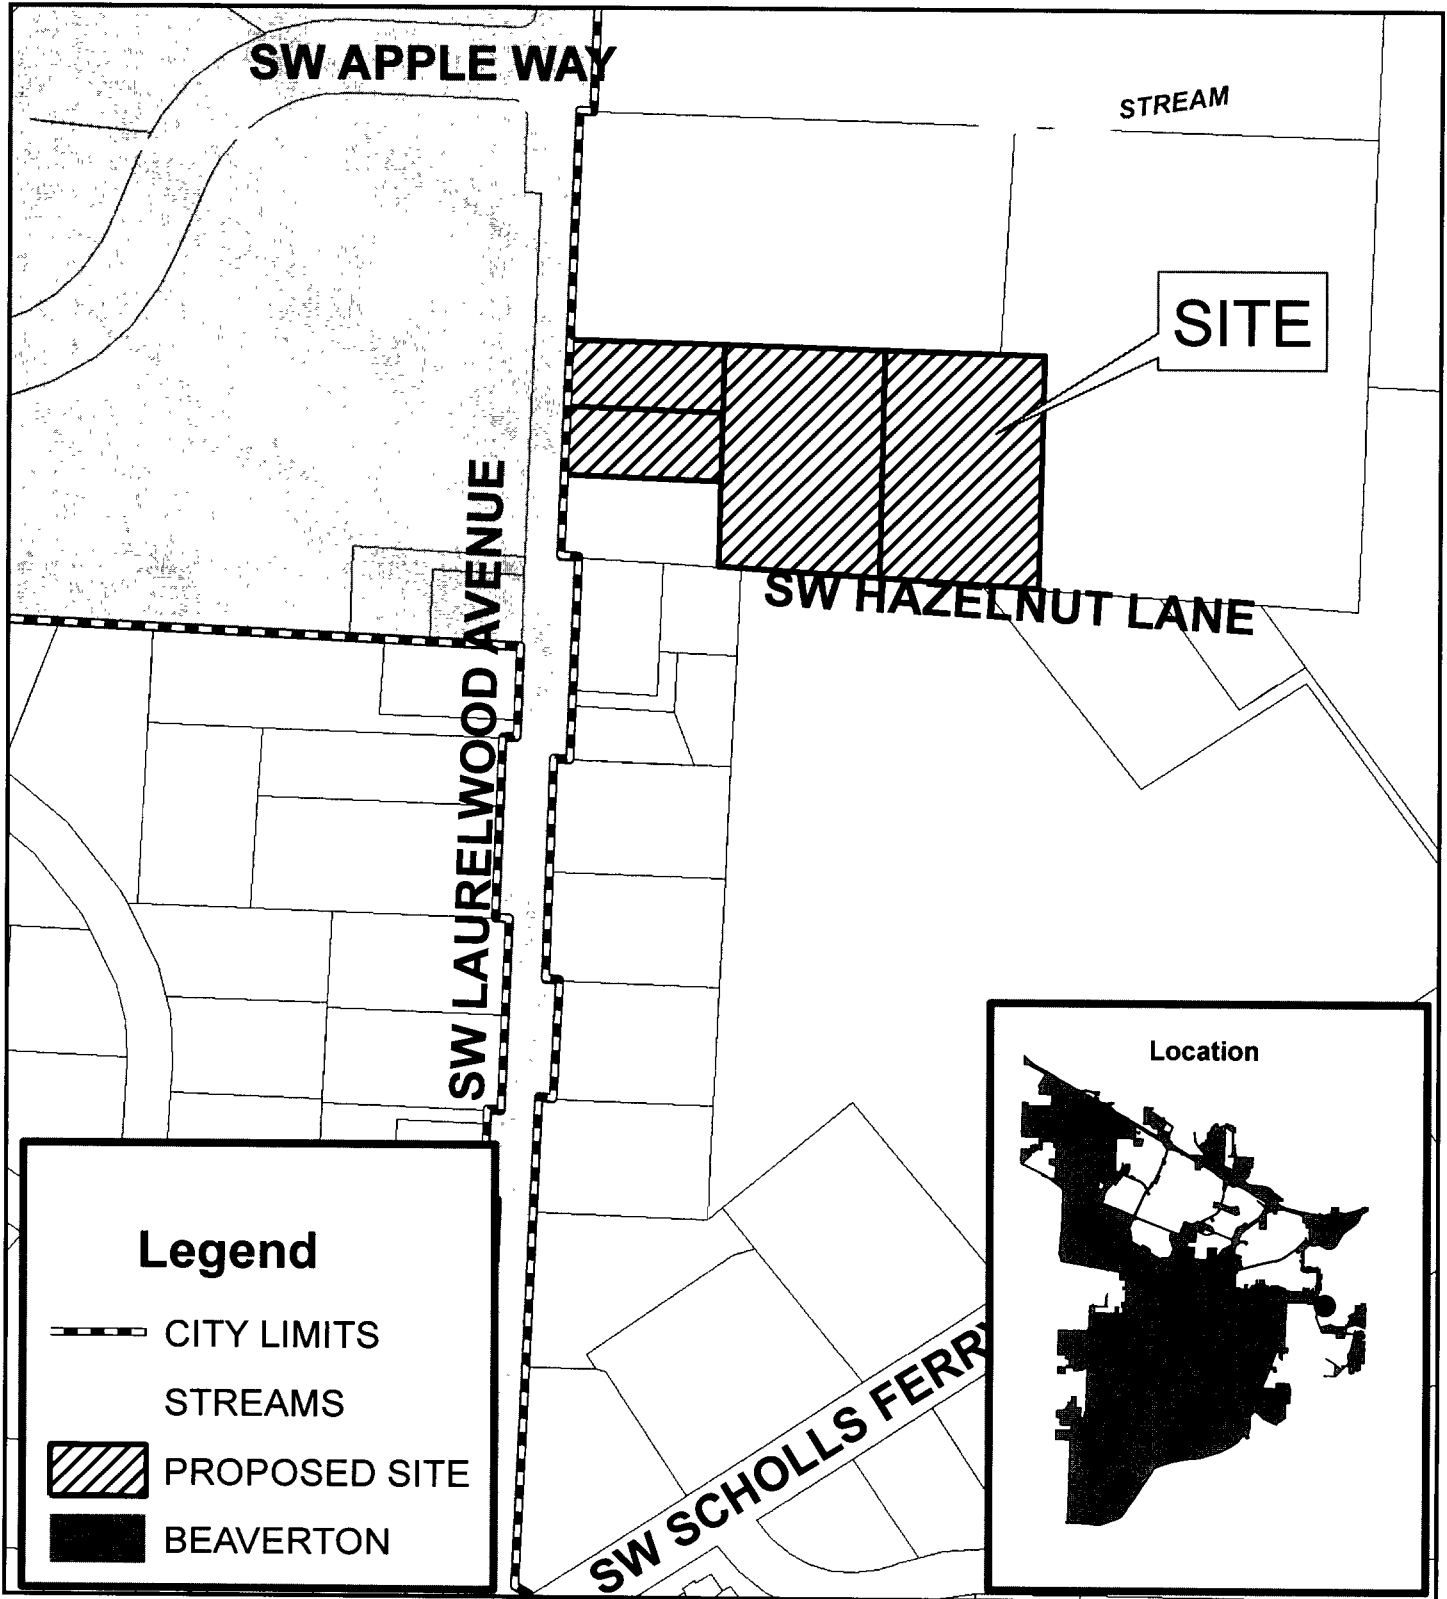 SW APPLE WAY
STREAM
SITE
SW HAZELNUT LANE
SW LAURELWOOD AVENUE
SW SCHOLLS FERRY
Location
Legend
CITY LIMITS
STREAMS
PROPOSED SITE
BEAVERTON